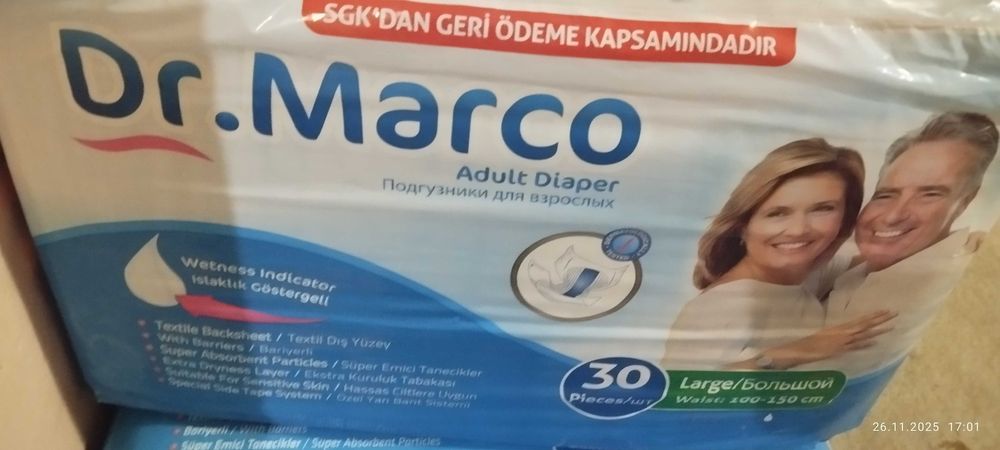 SGK'DAN GERİ ÖDEME KAPSAMINDADIR
Dr.Marco
Adult Diaper
Подгузники для взрослых
Wetness Indicator
Islaklık Göstergeli
Textile Backsheet / Textil Dış Yüzey
With Barriers / Bariyerli
Super Absorbent Particles / Süper Emici Tanecikler
Extra Dryness Layer / Ekstra Kuruluk Tabakası
Suitable For Sensitive Skin / Hassas Ciltlere Uygun
Special Side Tape System / Özel Yan Bant Sistemi
30
Pieces/шт
Large/Большой
Waist: 100-150 cm
Bariyerli / With Barriers
Süper Emici Tanecikler / Super Absorbent Particles
26.11.2025 17:01